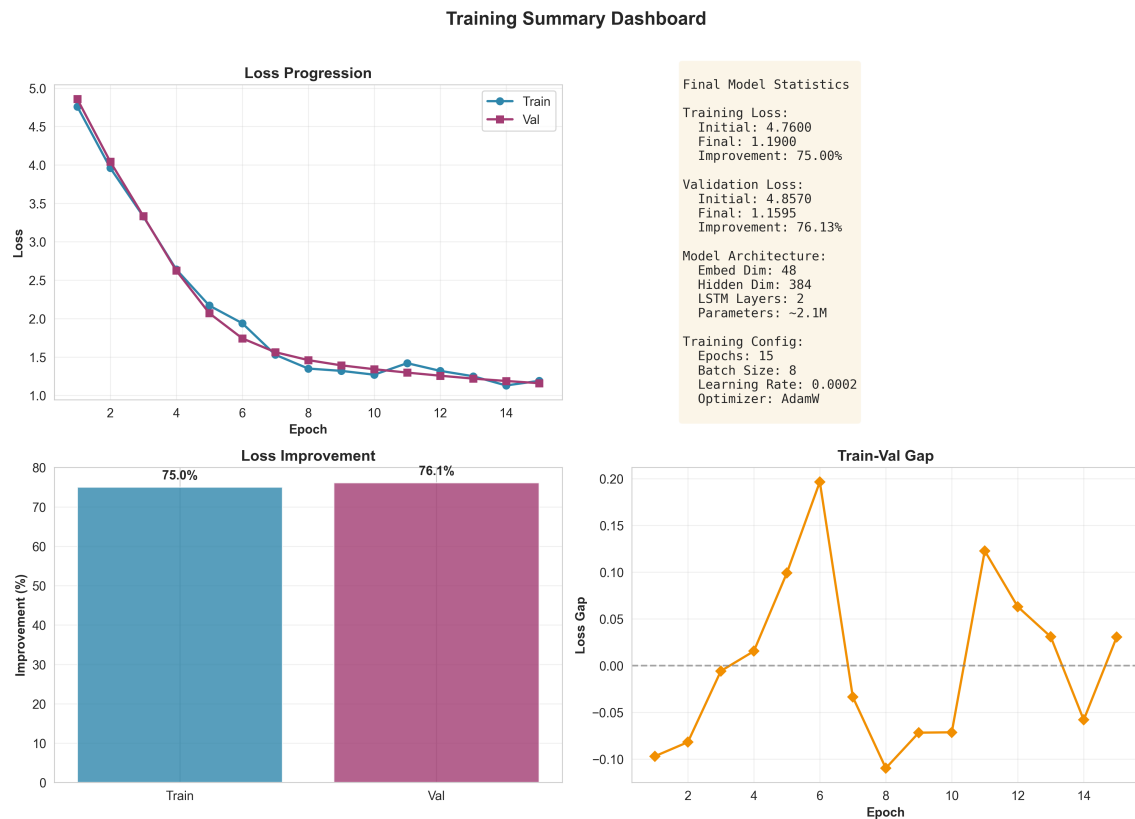 Training Summary Dashboard
Loss Progression
5.0
4.5
4.0
3.5
3.0
2.5
2.0
1.5
1.0
Loss
Train
Val
2 4 6 8 10 12 14
Epoch
Final Model Statistics
Training Loss:
Initial: 4.7600
Final: 1.1900
Improvement: 75.00%
Validation Loss:
Initial: 4.8570
Final: 1.1595
Improvement: 76.13%
Model Architecture:
Embed Dim: 48
Hidden Dim: 384
LSTM Layers: 2
Parameters: ~2.1M
Training Config:
Epochs: 15
Batch Size: 8
Learning Rate: 0.0002
Optimizer: AdamW
Loss Improvement
80
70
60
50
40
30
20
10
0
Improvement (%)
75.0%
76.1%
Train
Val
Train-Val Gap
0.20
0.15
0.10
0.05
0.00
−0.05
−0.10
Loss Gap
2 4 6 8 10 12 14
Epoch